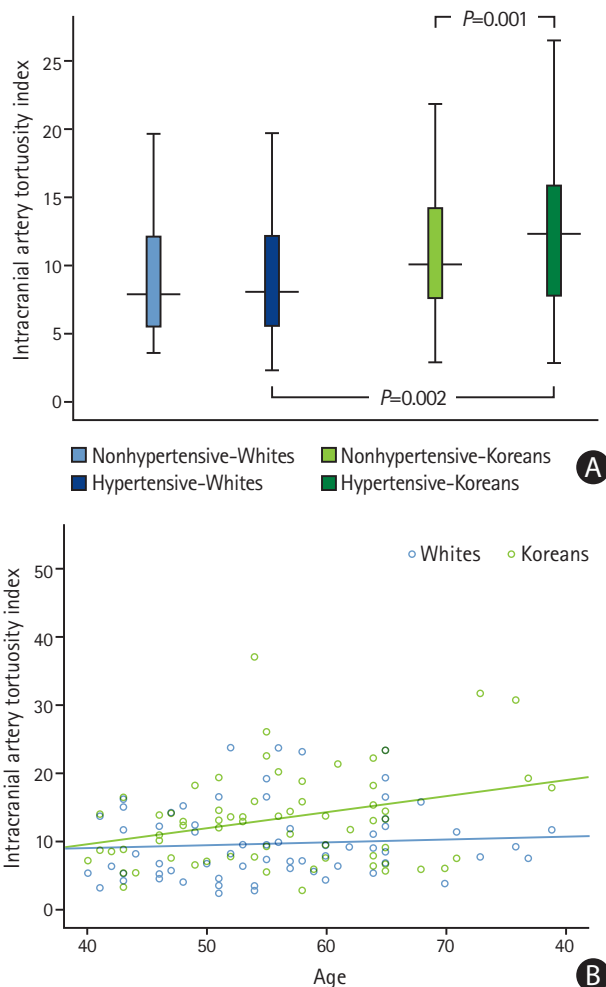 P=0.001
Intracranial artery tortuosity index
25
20
15
10
5
0
P=0.002
Nonhypertensive-Whites Nonhypertensive-Koreans
Hypertensive-Whites Hypertensive-Koreans
A
Whites Koreans
Intracranial artery tortuosity index
50
40
30
20
10
0
40 50 60 70 40
Age
B